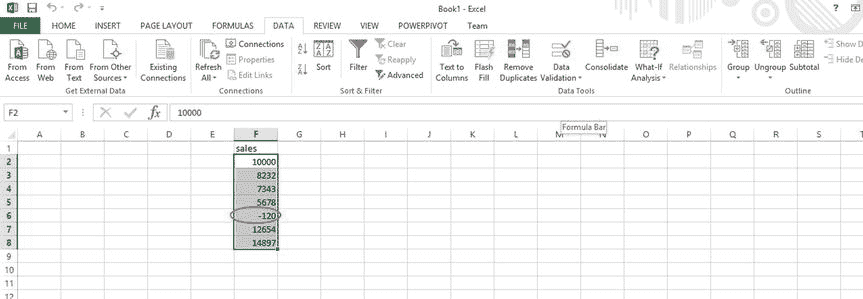 Book1 - Excel
?
FILE HOME INSERT PAGE LAYOUT FORMULAS DATA REVIEW VIEW POWERPIVOT Team
From Access
From Web
From Text
From Other Sources
Existing Connections
Refresh All
Connections
Properties
Edit Links
Sort
Filter
Clear
Reapply
Advanced
Text to Columns
Flash Fill
Remove Duplicates
Data Validation
Consolidate
What-If Analysis
Relationships
Group
Ungroup
Subtotal
Show D
Hide De
Get External Data Connections Sort & Filter Data Tools Outline
F2 fx 10000
Formula Bar
A B C D E F G H I J K L M N O P Q R S T
1 sales
2 10000
3 8232
4 7343
5 5678
6 -120
7 12654
8 14897
9
10
11
12